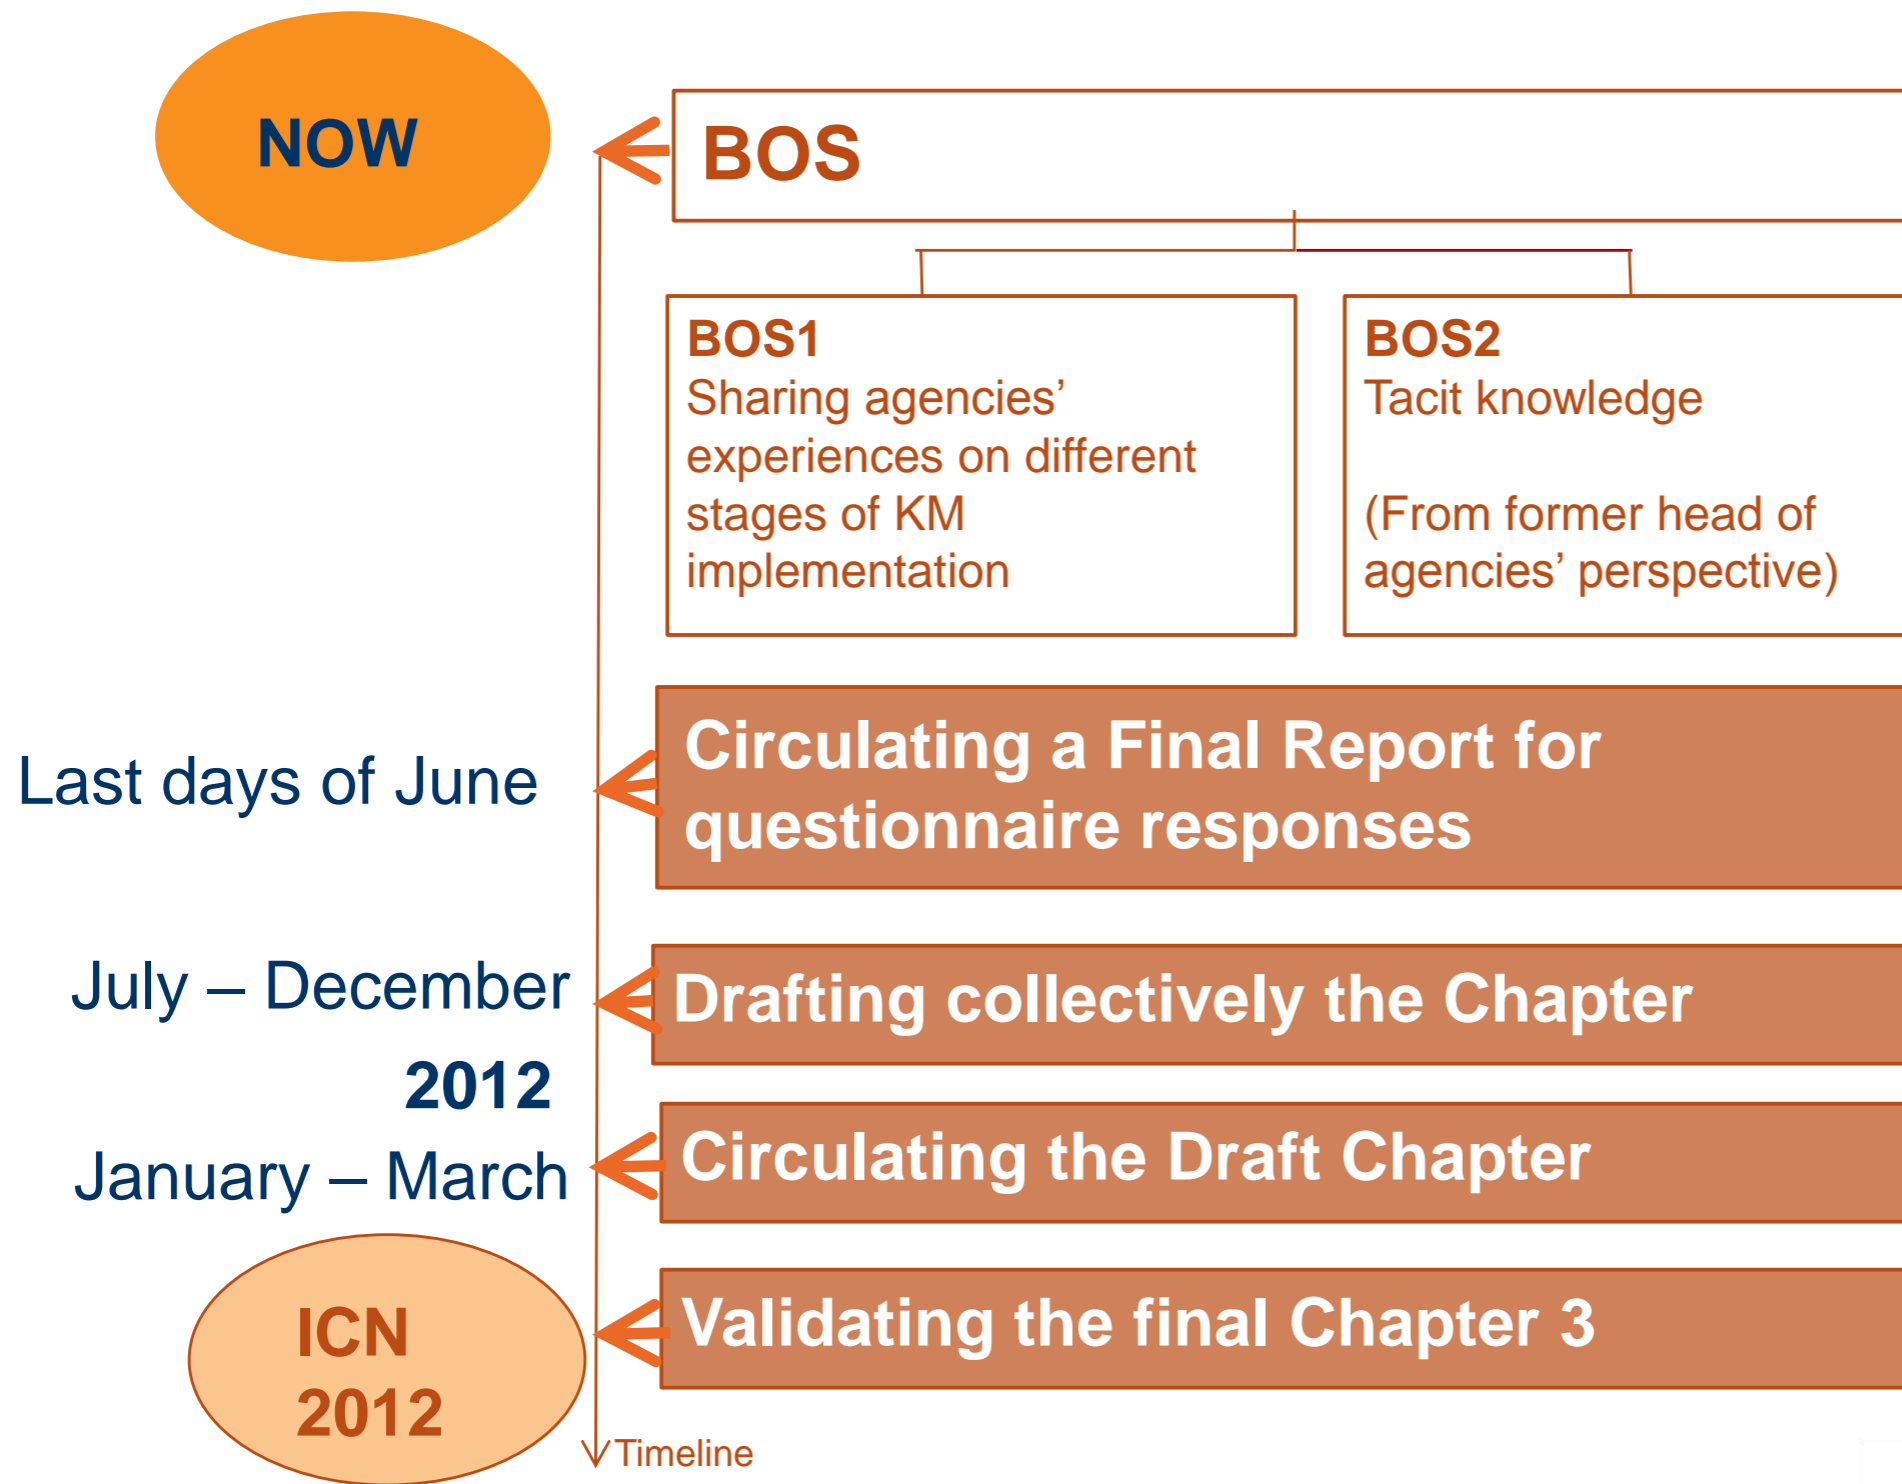 NOW
BOS
BOS1
Sharing agencies’
experiences on different
stages of KM
implementation
BOS2
Tacit knowledge
(From former head of
agencies’ perspective)
Last days of June
Circulating a Final Report for
questionnaire responses
July – December
Drafting collectively the Chapter
2012
January – March
Circulating the Draft Chapter
ICN
2012
Validating the final Chapter 3
Timeline